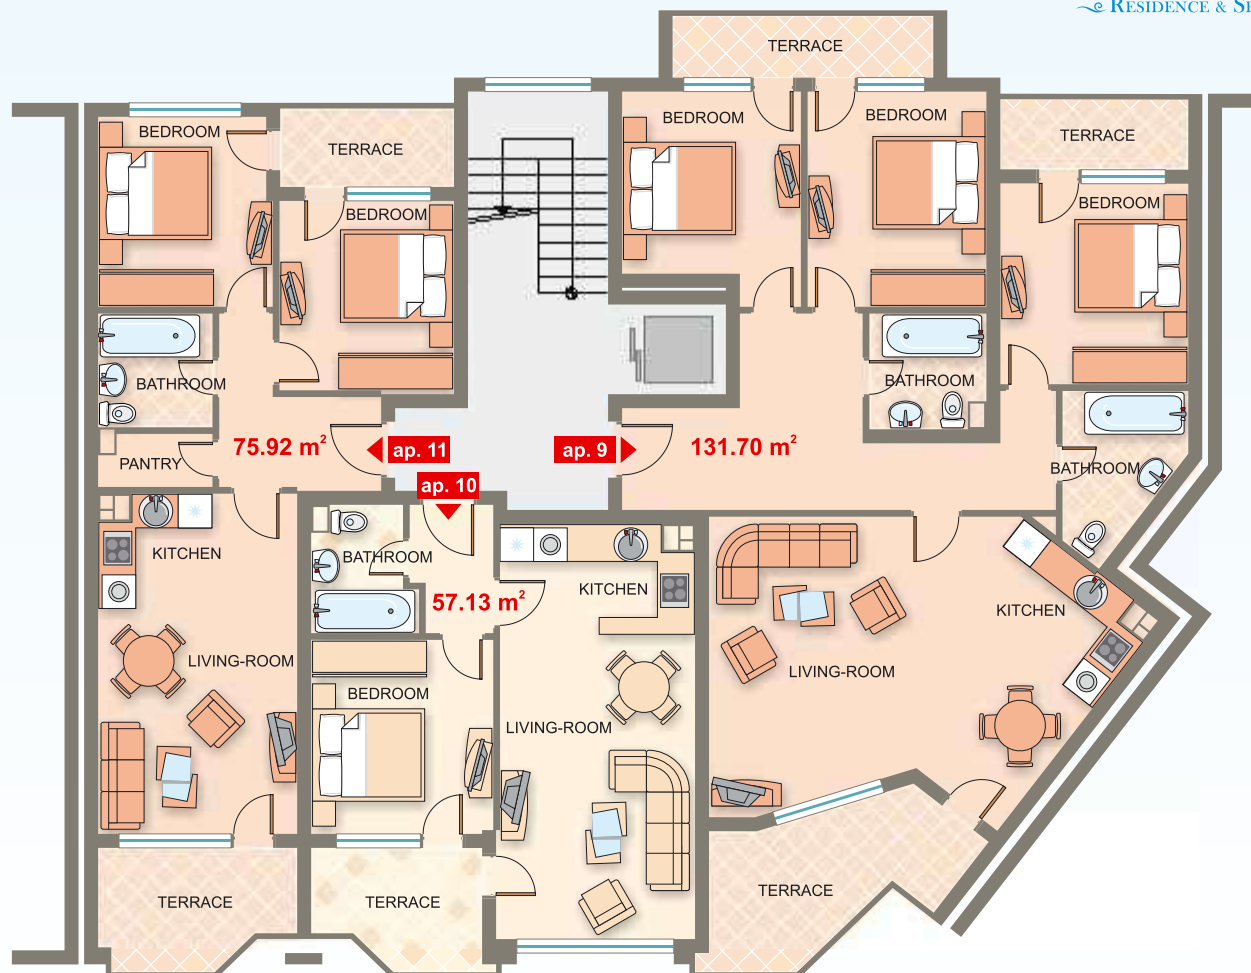 RESIDENCE &
TERRACE
BEDROOM
BEDROOM
BEDROOM
TERRACE
TERRACE
BEDROOM
BEDROOM
BATHROOM
BATHROOM
75.92 m²
ap. 11
ap. 9
131.70 m²
PANTRY
BATHROOM
ap. 10
KITCHEN
BATHROOM
KITCHEN
57.13 m²
KITCHEN
LIVING-ROOM
LIVING-ROOM
BEDROOM
LIVING-ROOM
TERRACE
TERRACE
TERRACE